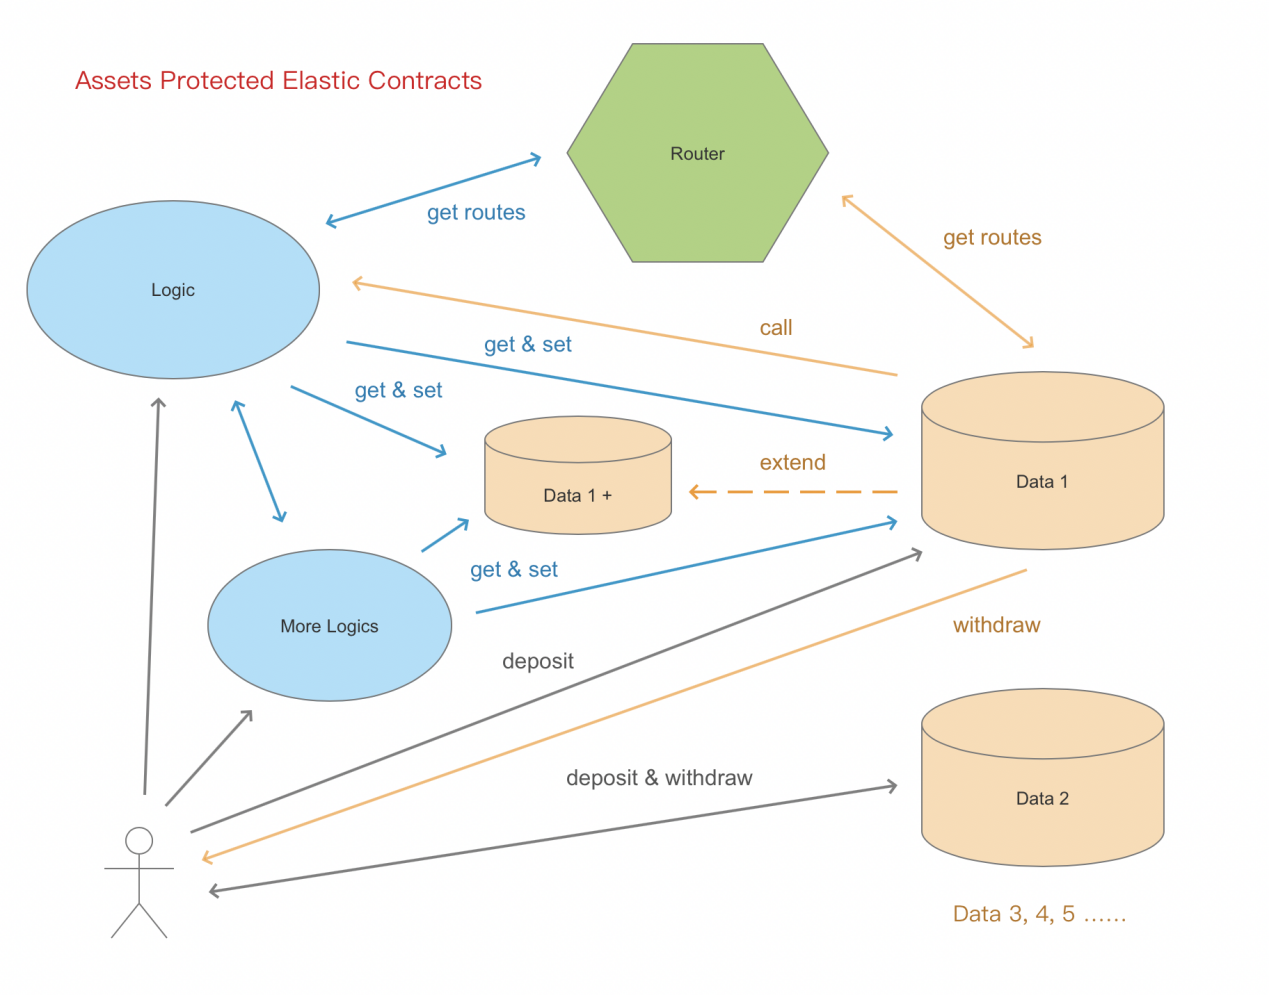 Assets Protected Elastic Contracts
Router
get routes
get routes
Logic
call
get & set
get & set
extend
Data 1
Data 1 +
get & set
More Logics
withdraw
deposit
deposit & withdraw
Data 2
Data 3, 4, 5 ......